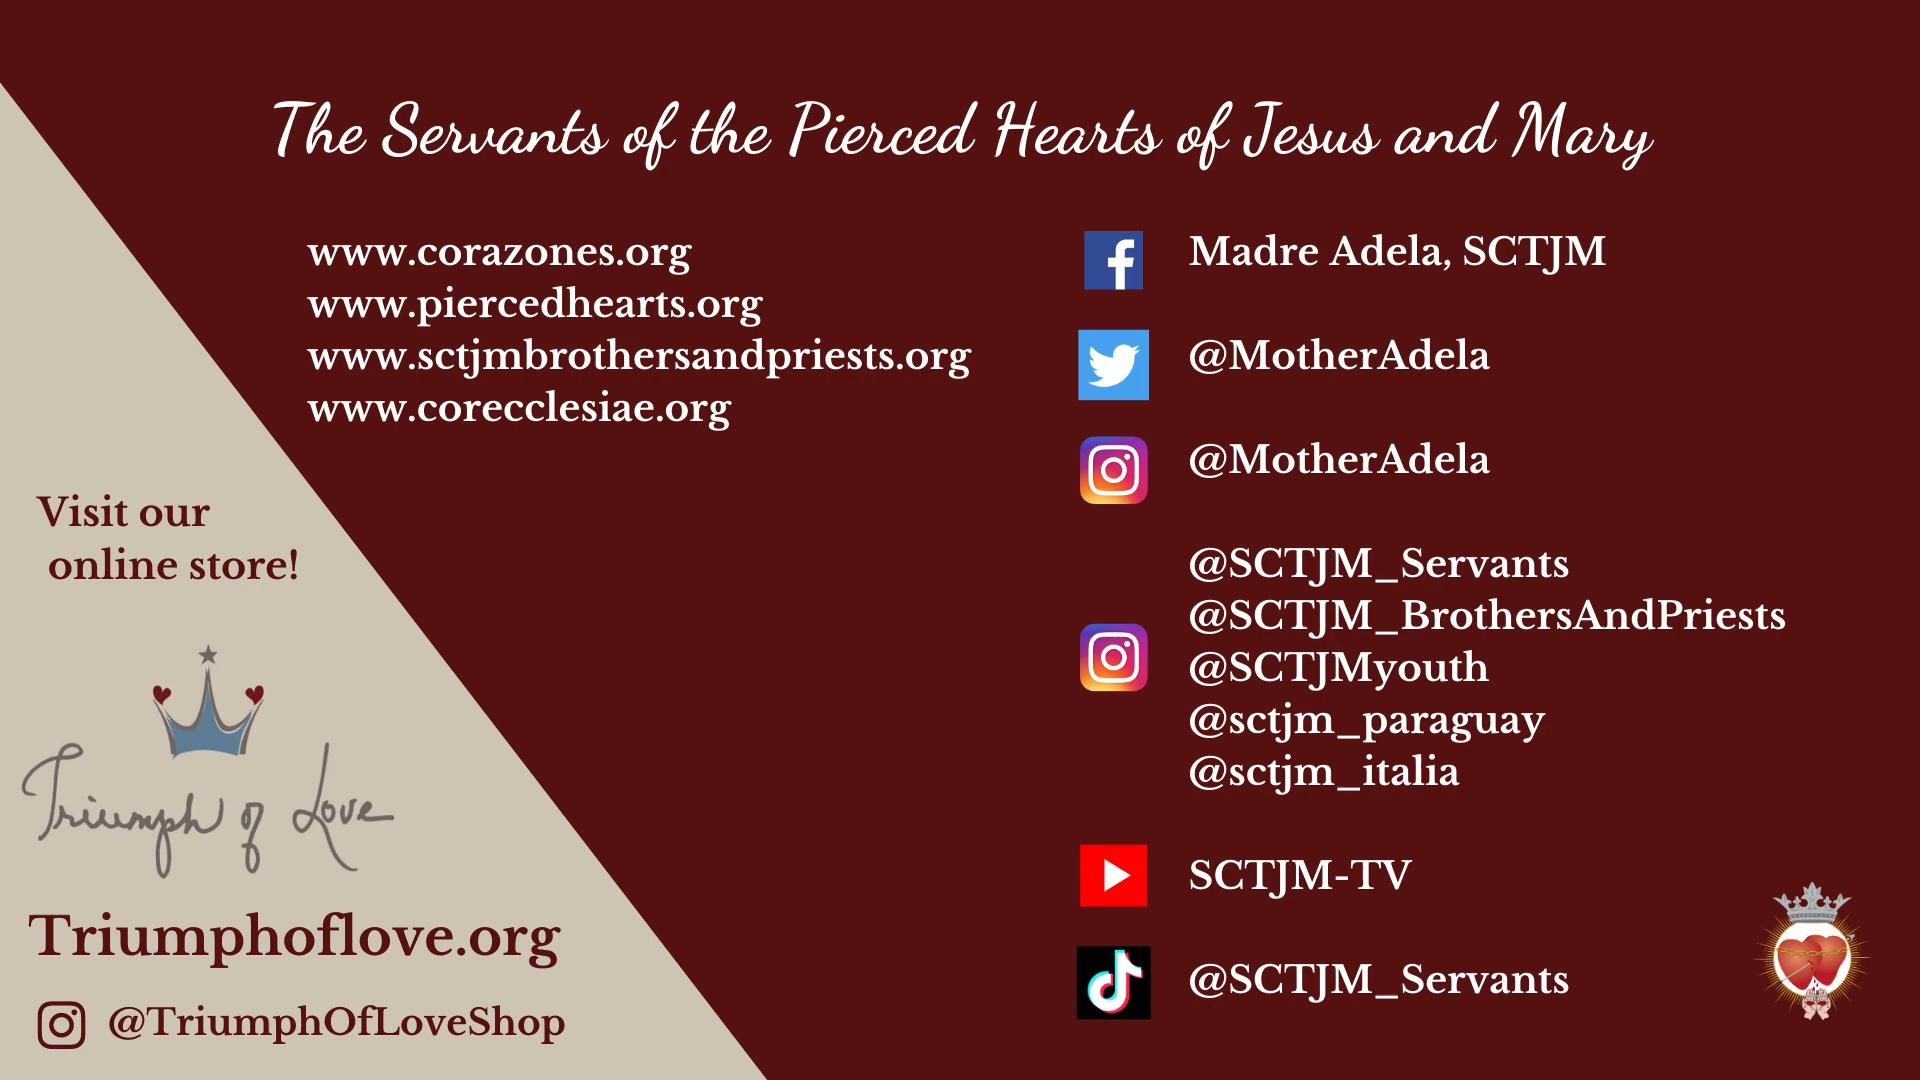 The Servants of the Pierced Hearts of Jesus and Mary
www.corazones.org
www.piercedhearts.org
www.sctjmbrothersandpriests.org
www.corecclesiae.org
Madre Adela, SCTJM
@MotherAdela
@MotherAdela
@SCTJM_Servants
@SCTJM_BrothersAndPriests
@SCTJMyouth
@sctjm_paraguay
@sctjm_italia
SCTJM-TV
@SCTJM_Servants
Visit our
online store!
Triumph of Love
Triumphoflove.org
@TriumphOfLoveShop